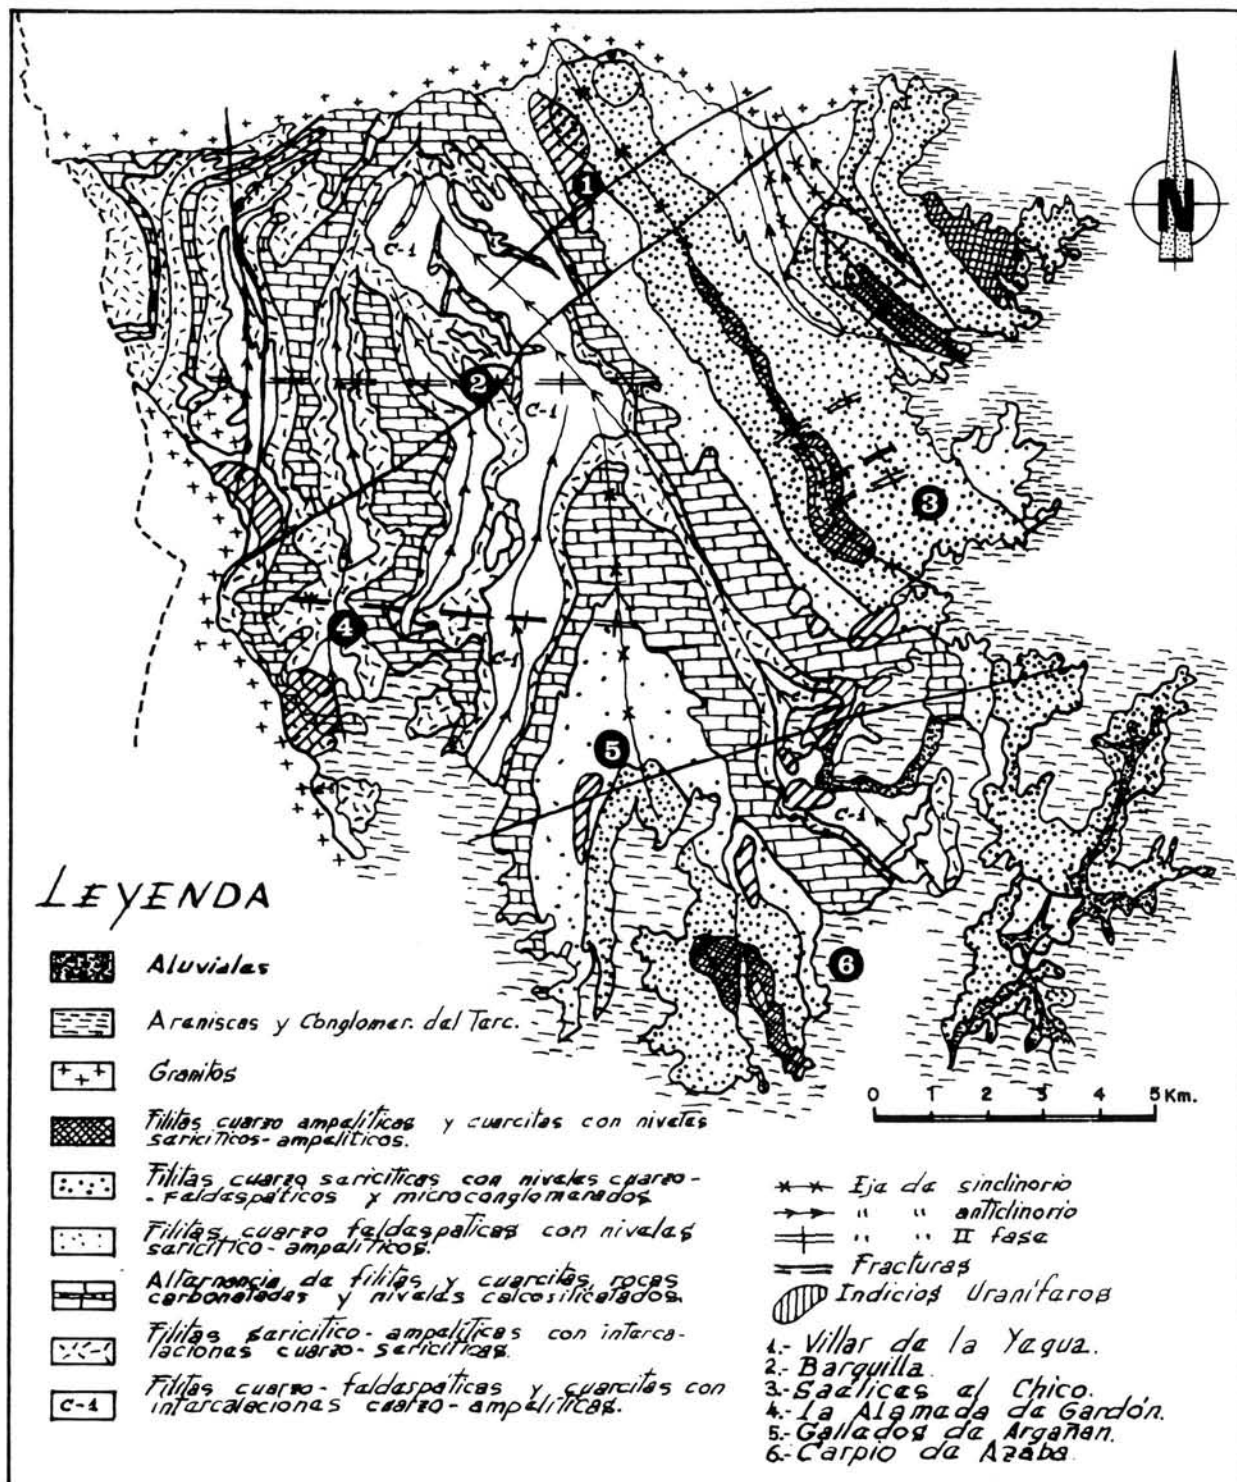 N
1
C-1
2
C-1
3
4
C-1
5
C-1
6
LEYENDA
Aluviales
Araniscas y Conglomer. del Terc.
Granitos
Filitas cuarzo ampelíticas y cuarcitas con niveles
sericíticos-ampelíticos.
Filitas cuarzo sericíticas con niveles cuarzo-
-feldespáticos y microconglomerados
Filitas cuarzo feldespaticas con niveles
sericítico-ampelíticos.
Alternancia de filitas y cuarcitas, rocas
carbonatadas y niveles calcosilicatados.
Filitas sericítico-ampelíticas con interca-
laciones cuarzo-sericíticas.
C-1
Filitas cuarzo-feldespáticas y cuarcitas con
intercalaciones cuarzo-ampelíticas.
0 1 2 3 4 5 Km.
Eje de sinclinorio
" " anticlinorio
" " II fase
Fracturas
Indicios Uraníferos
1.- Villar de la Yegua.
2.- Barquilla.
3.- Saelices el Chico.
4.- La Alameda de Gardón.
5.- Gallegos de Argañan.
6.- Carpio de Azaba.